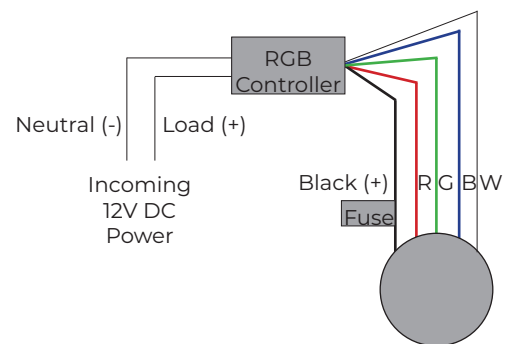 RGB
Controller
Neutral (-)
Load (+)
Incoming
12V DC
Power
Black (+)
R G B W
Fuse